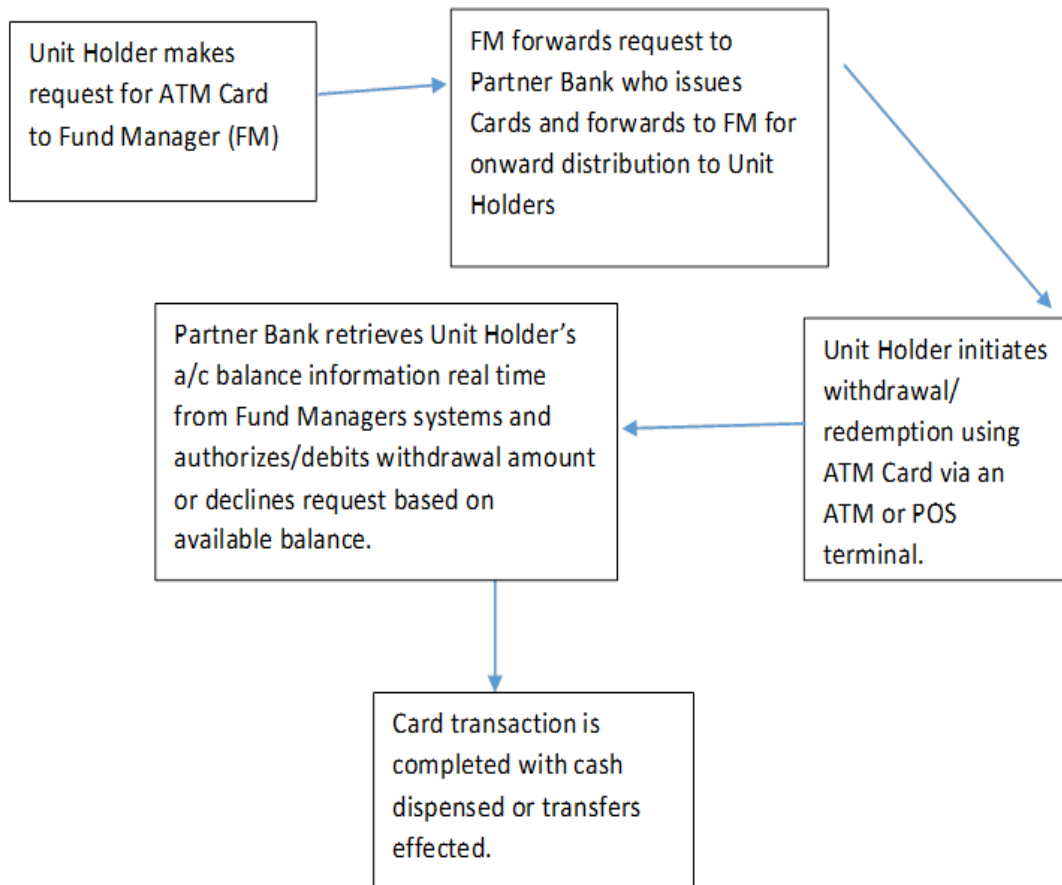 Unit Holder makes
request for ATM Card
to Fund Manager (FM)
FM forwards request to
Partner Bank who issues
Cards and forwards to FM for
onward distribution to Unit
Holders
Unit Holder initiates
withdrawal/
redemption using
ATM Card via an
ATM or POS
terminal.
Partner Bank retrieves Unit Holder's
a/c balance information real time
from Fund Managers systems and
authorizes/debits withdrawal amount
or declines request based on
available balance.
Card transaction is
completed with cash
dispensed or transfers
effected.